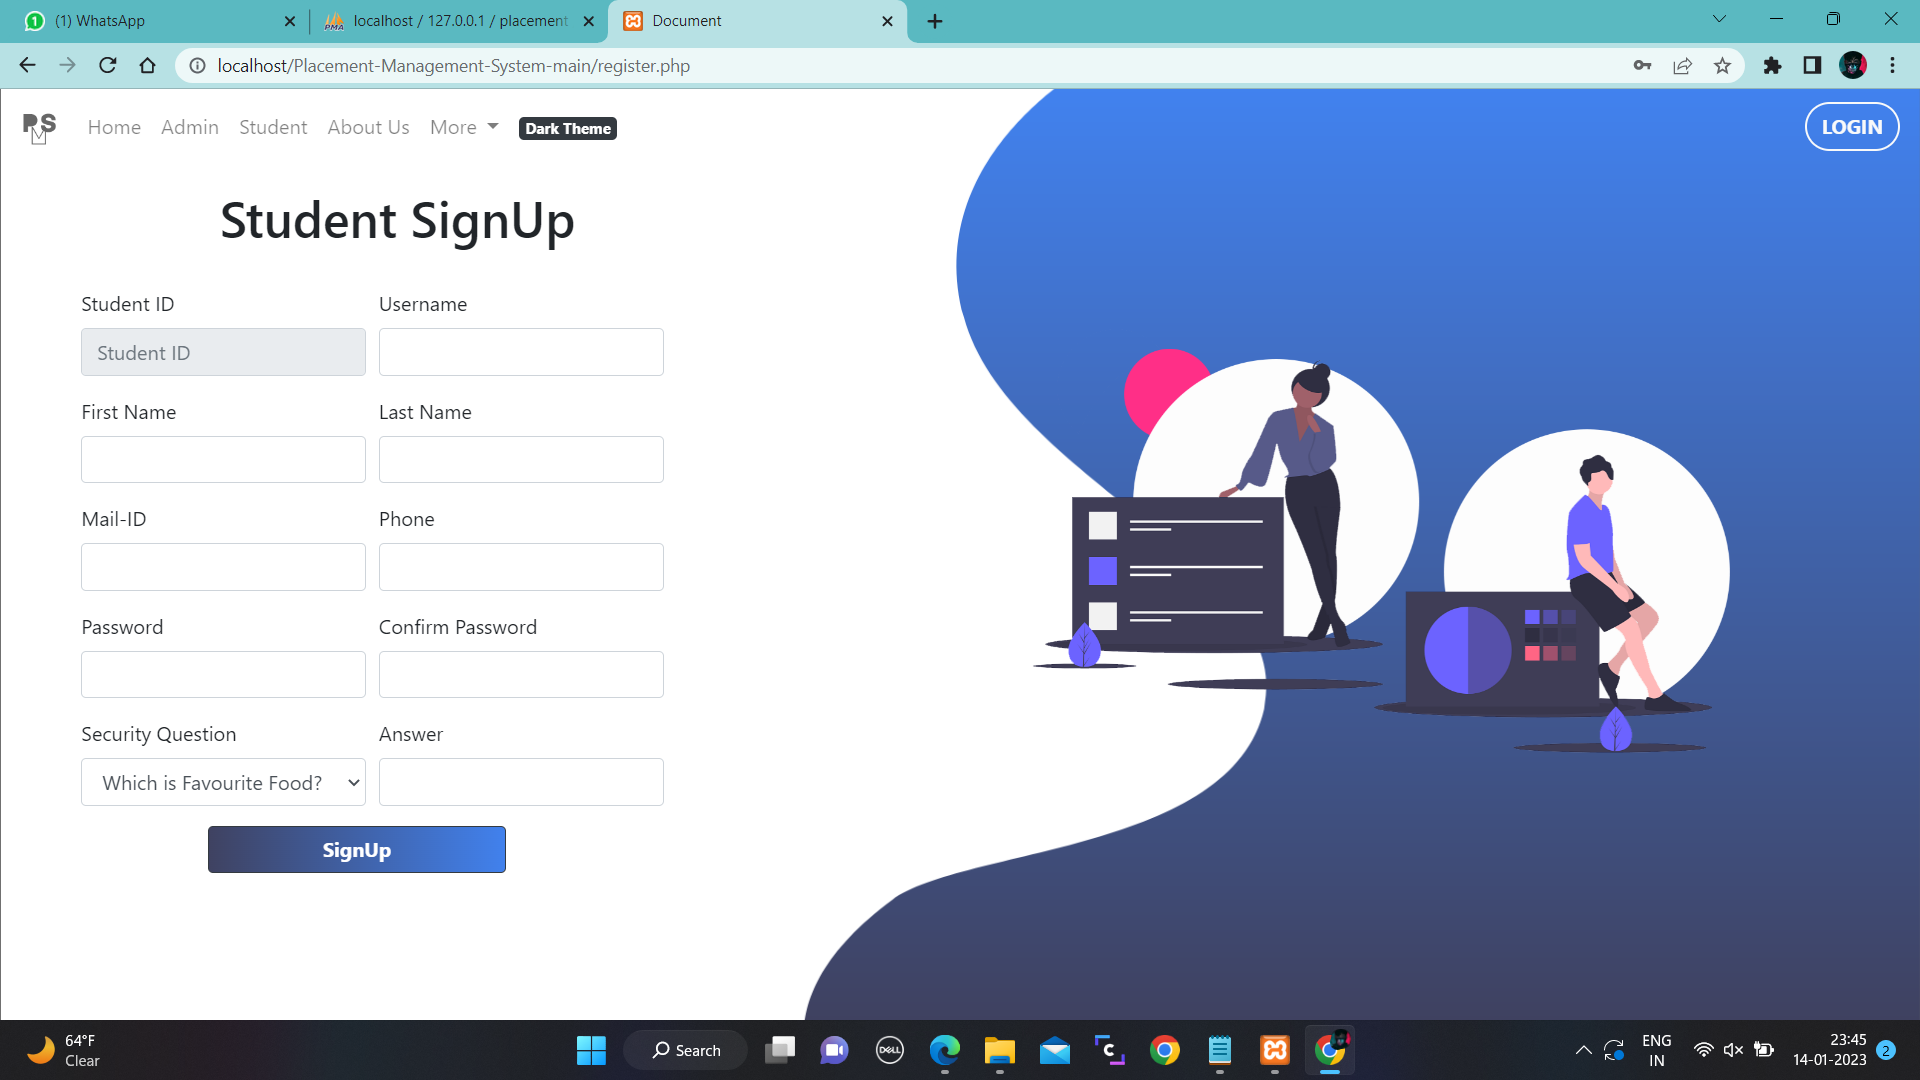 (1) WhatsApp
localhost / 127.0.0.1 / placement
Document
localhost/Placement-Management-System-main/register.php
PMS Home Admin Student About Us More Dark Theme LOGIN
Student SignUp
Student ID Username
Student ID
First Name Last Name
Mail-ID Phone
Password Confirm Password
Security Question Answer
Which is Favourite Food?
SignUp
64°F
Clear
Search
DELL
ENG
IN
23:45
14-01-2023
2